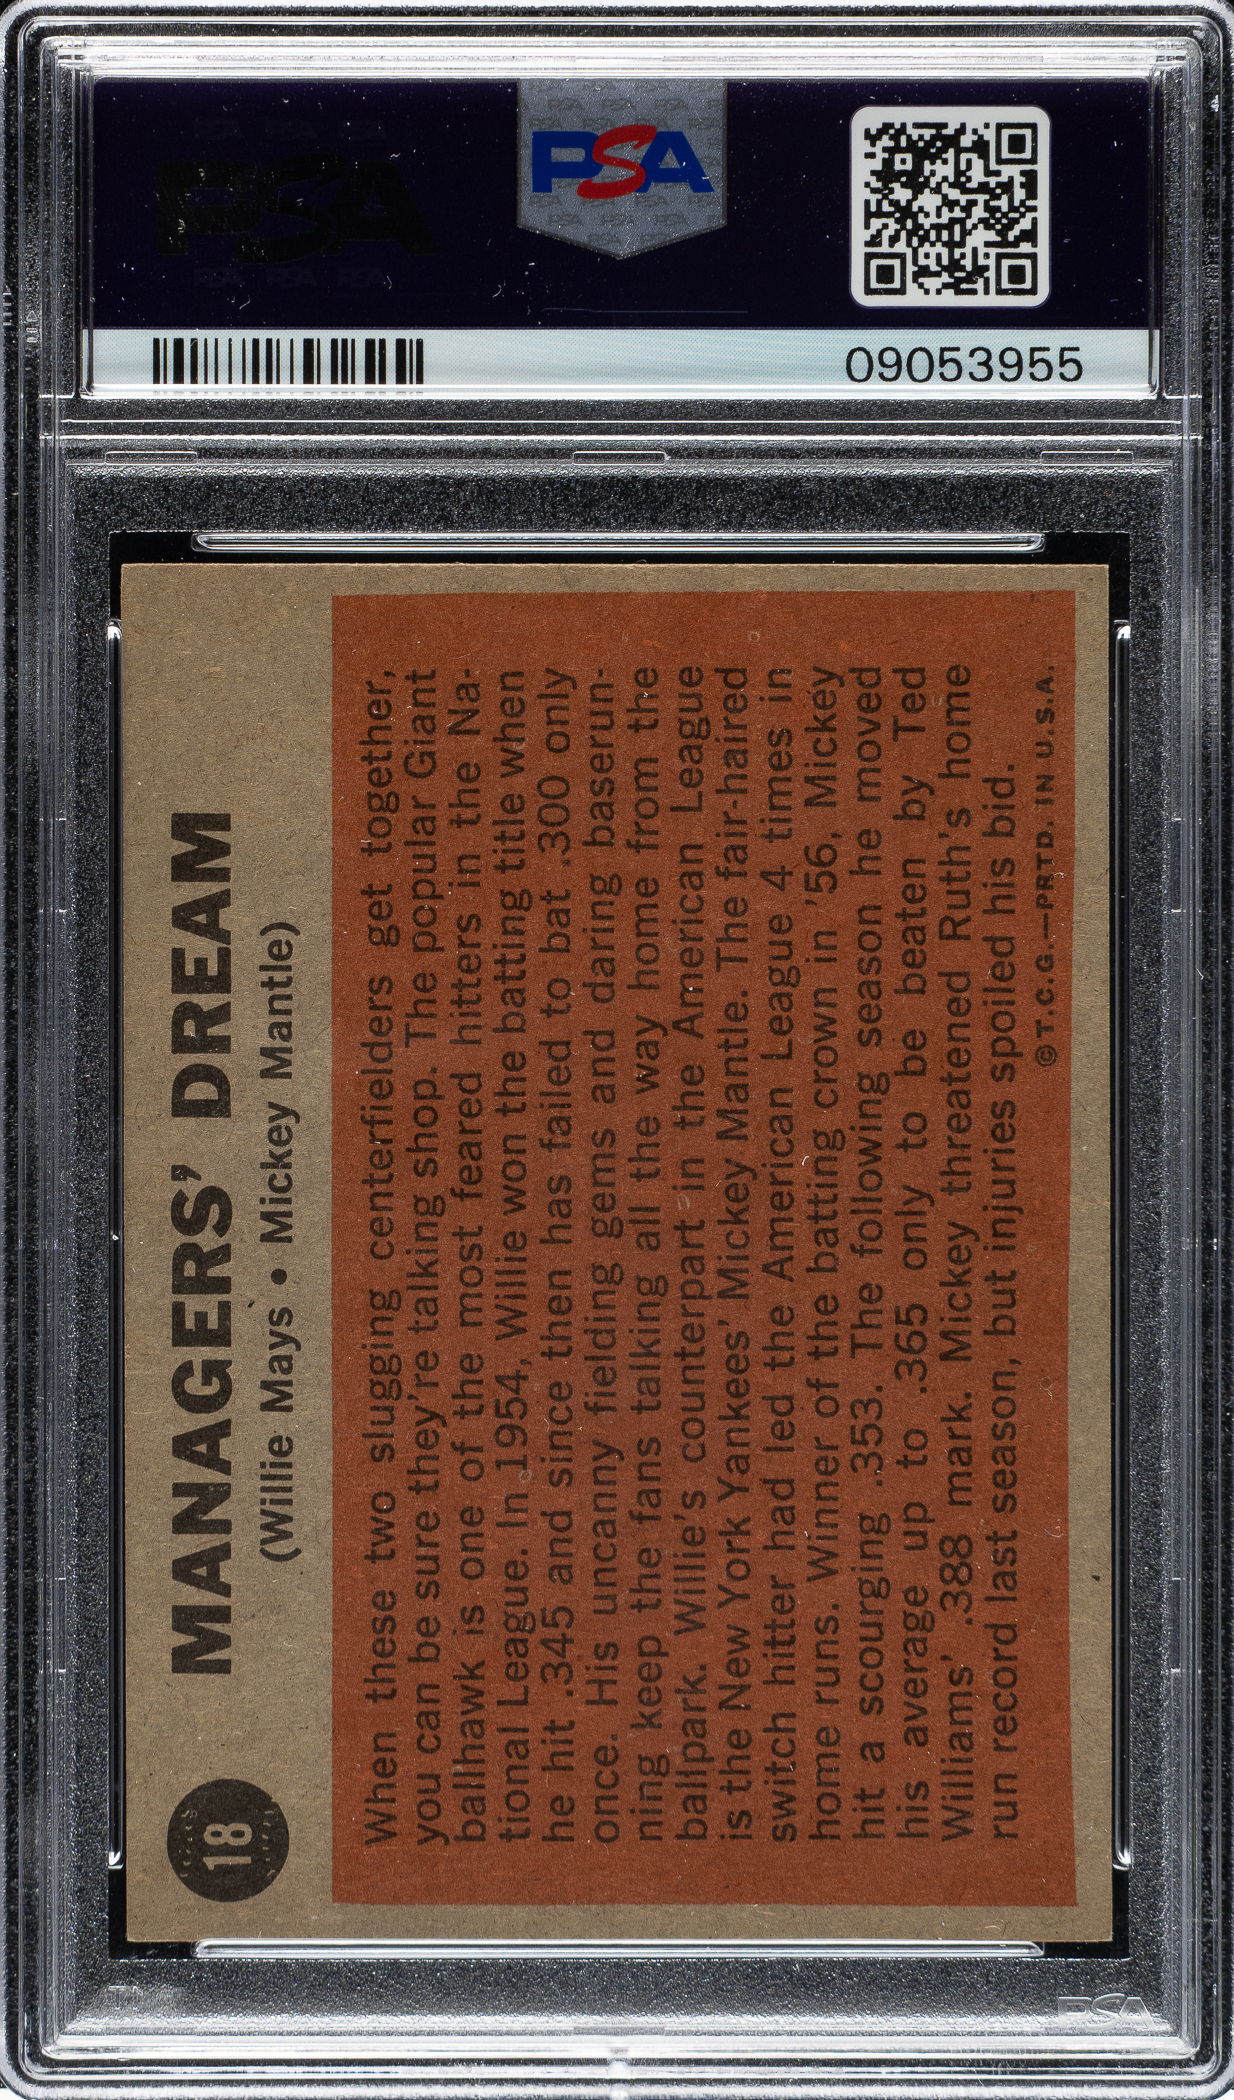 PSA
PSA
09053955
18
MANAGERS' DREAM
(Willie Mays • Mickey Mantle)
When these two slugging centerfielders get together,
you can be sure they're talking shop. The popular Giant
ballhawk is one of the most feared hitters in the Na-
tional League. In 1954, Willie won the batting title when
he hit .345 and since then has failed to bat .300 only
once. His uncanny fielding gems and daring baserun-
ning keep the fans talking all the way home from the
ballpark. Willie's counterpart in the American League
is the New York Yankees' Mickey Mantle. The fair-haired
switch hitter had led the American League 4 times in
home runs. Winner of the batting crown in '56, Mickey
hit a scourging .353. The following season he moved
his average up to .365 only to be beaten by Ted
Williams' .388 mark. Mickey threatened Ruth's home
run record last season, but injuries spoiled his bid.
© T.C.G.—PRTD. IN U.S.A.
PSA